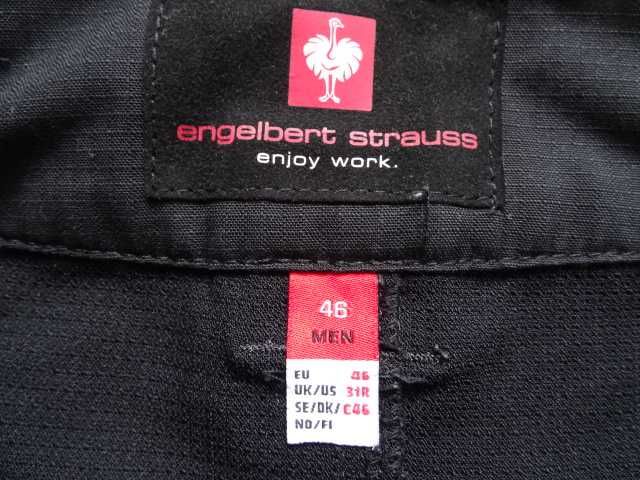 engelbert strauss
enjoy work.
46
MEN
EU 46
UK/US 31R
SE/DK/ C46
NO/FI